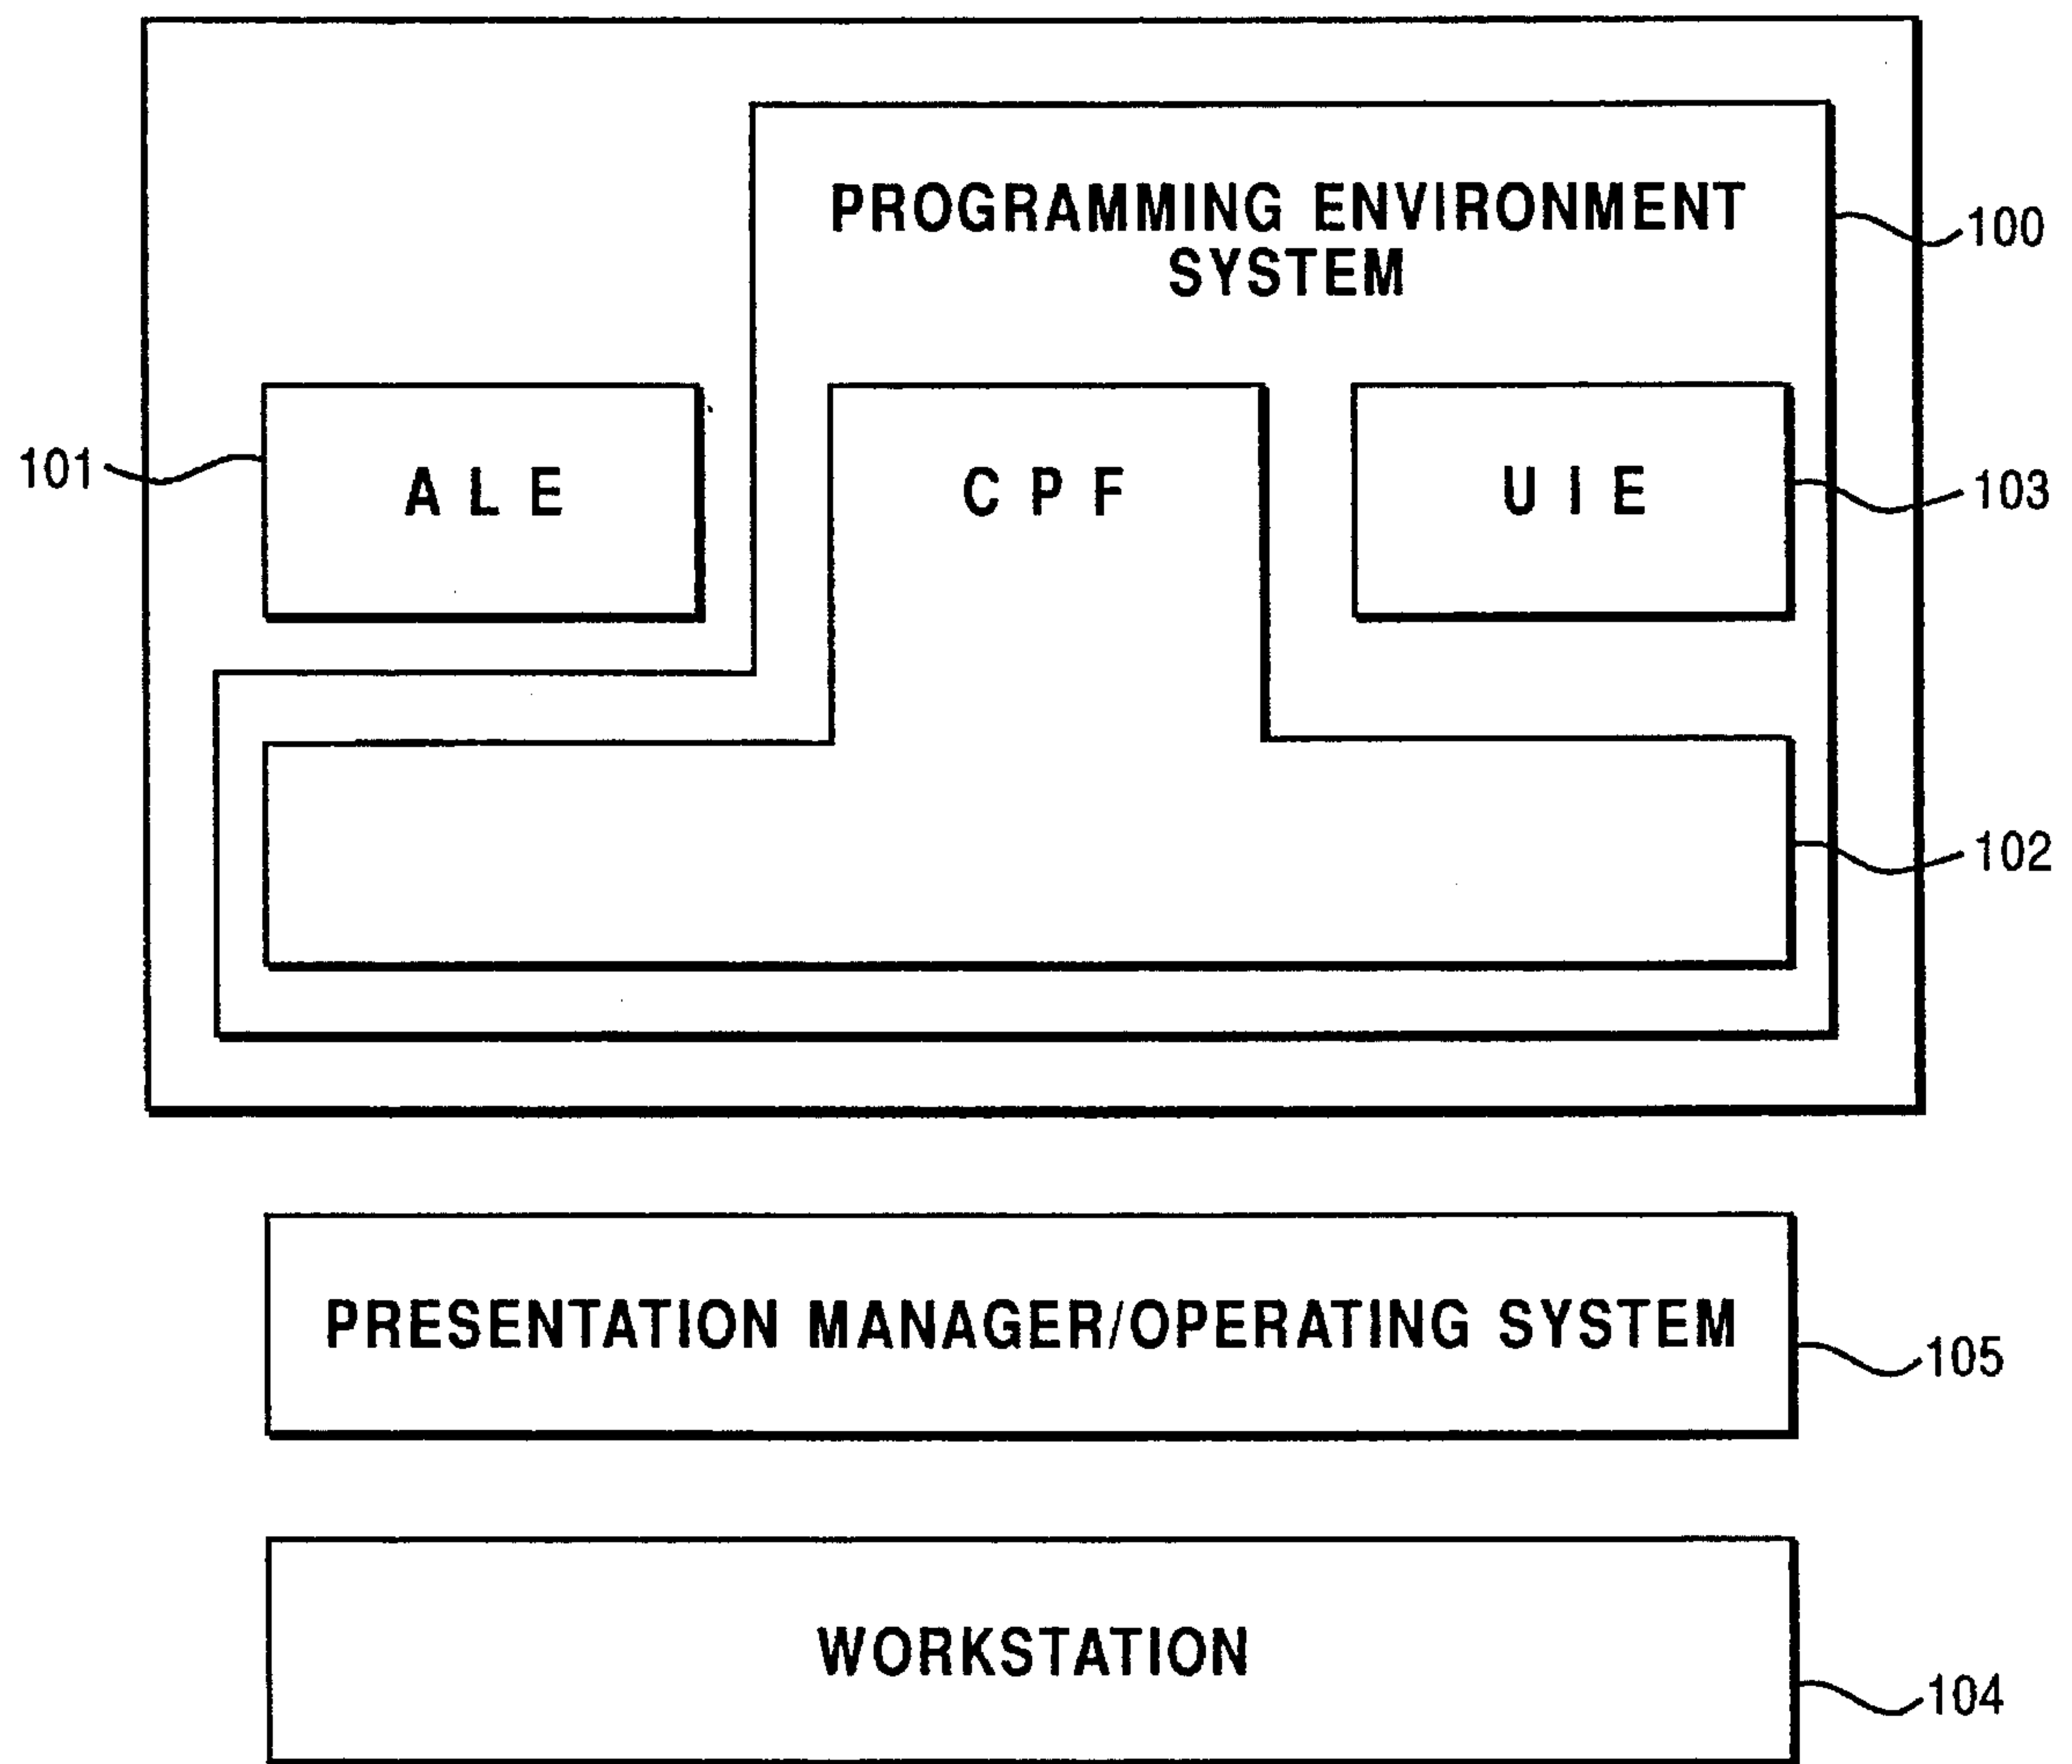 PROGRAMMING ENVIRONMENT
SYSTEM
100
101
A L E
C P F
U I E
103
102
PRESENTATION MANAGER/OPERATING SYSTEM
105
WORKSTATION
104